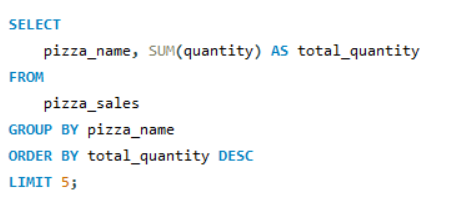 SELECT
    pizza_name, SUM(quantity) AS total_quantity
FROM
    pizza_sales
GROUP BY pizza_name
ORDER BY total_quantity DESC
LIMIT 5;